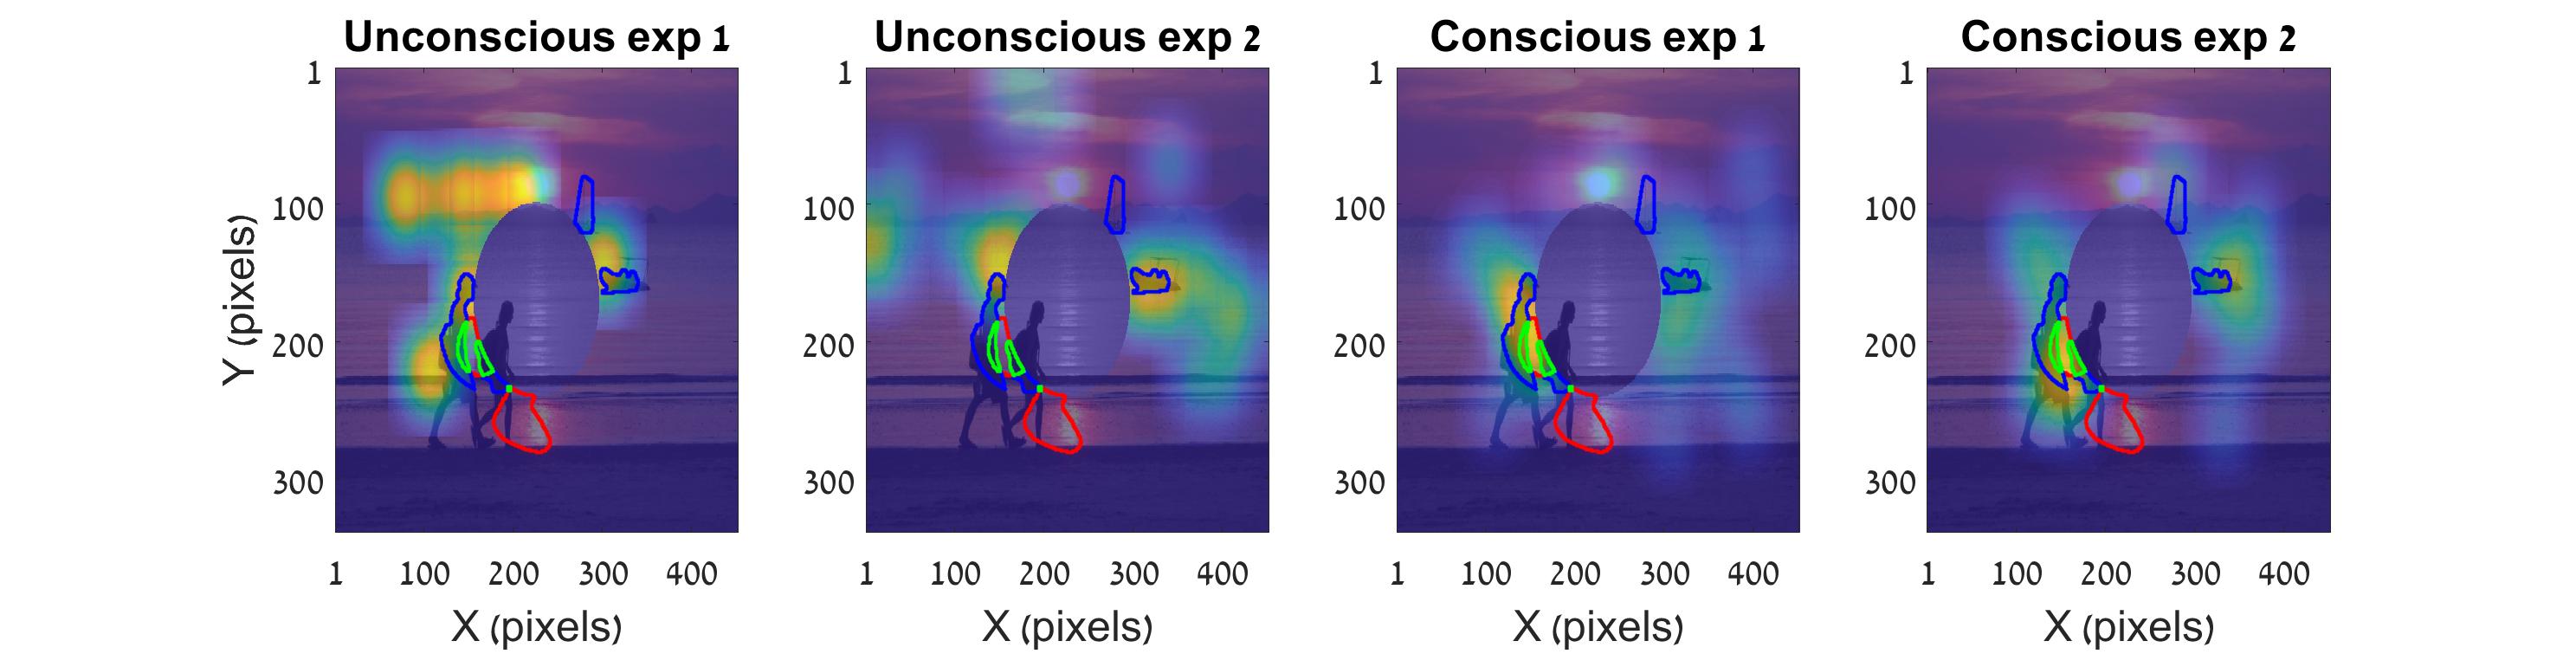 Unconscious exp 1 Unconscious exp 2 Conscious exp 1 Conscious exp 2
1 1 1 1
100 100 100 100
200 200 200 200
300 300 300 300
Y (pixels)
1 100 200 300 400 1 100 200 300 400 1 100 200 300 400 1 100 200 300 400
X (pixels) X (pixels) X (pixels) X (pixels)